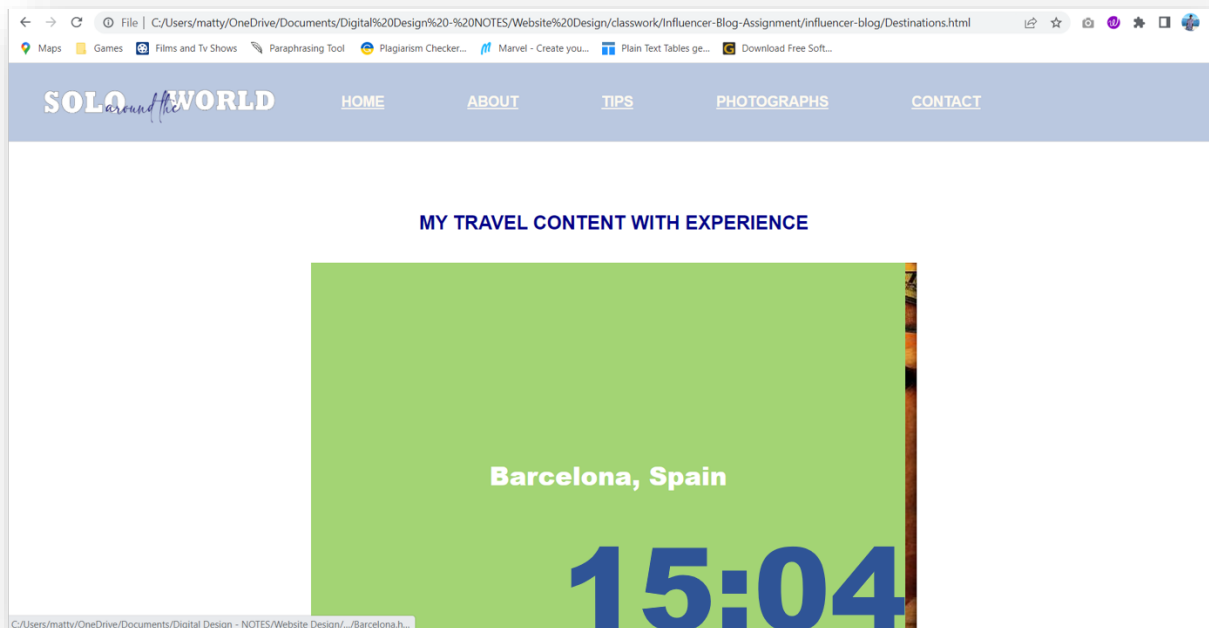 File | C:/Users/matty/OneDrive/Documents/Digital%20Design%20-%20NOTES/Website%20Design/classwork/Influencer-Blog-Assignment/influencer-blog/Destinations.html
Maps Games Films and Tv Shows Paraphrasing Tool Plagiarism Checker... Marvel - Create you... Plain Text Tables ge... Download Free Soft...
SOLO around the WORLD HOME ABOUT TIPS PHOTOGRAPHS CONTACT
MY TRAVEL CONTENT WITH EXPERIENCE
Barcelona, Spain
15:04
C:/Users/matty/OneDrive/Documents/Digital Design - NOTES/Website Design/.../Barcelona.h...